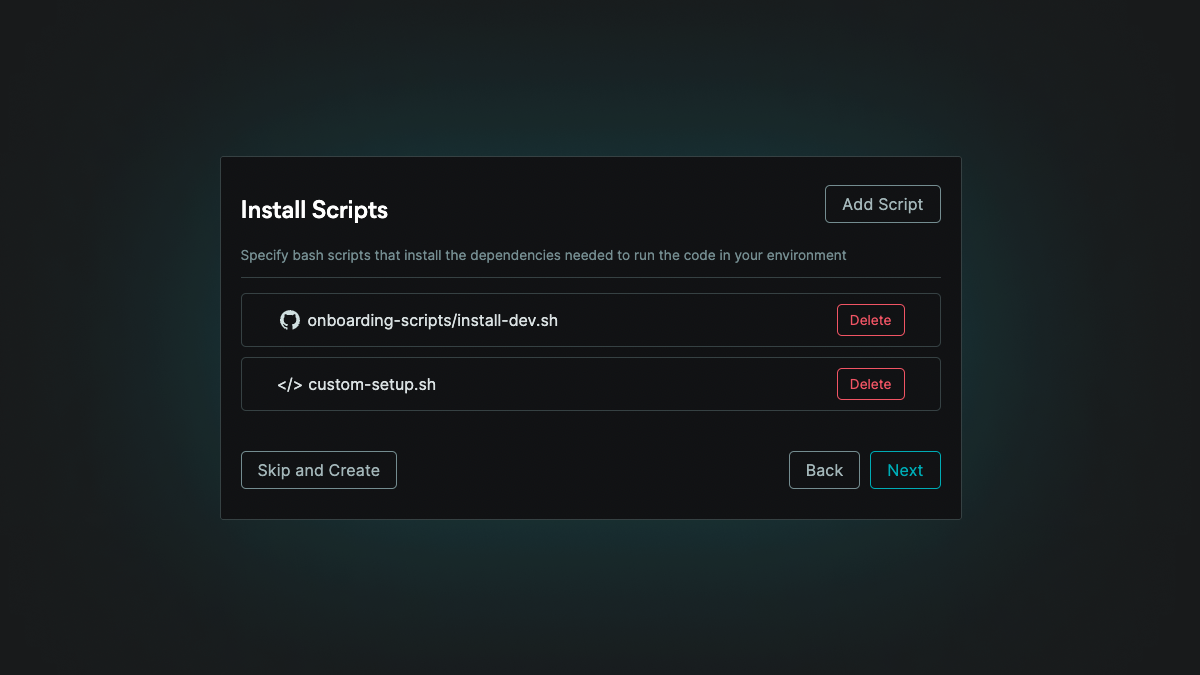 Install Scripts
Add Script
Specify bash scripts that install the dependencies needed to run the code in your environment
onboarding-scripts/install-dev.sh
Delete
</> custom-setup.sh
Delete
Skip and Create
Back
Next